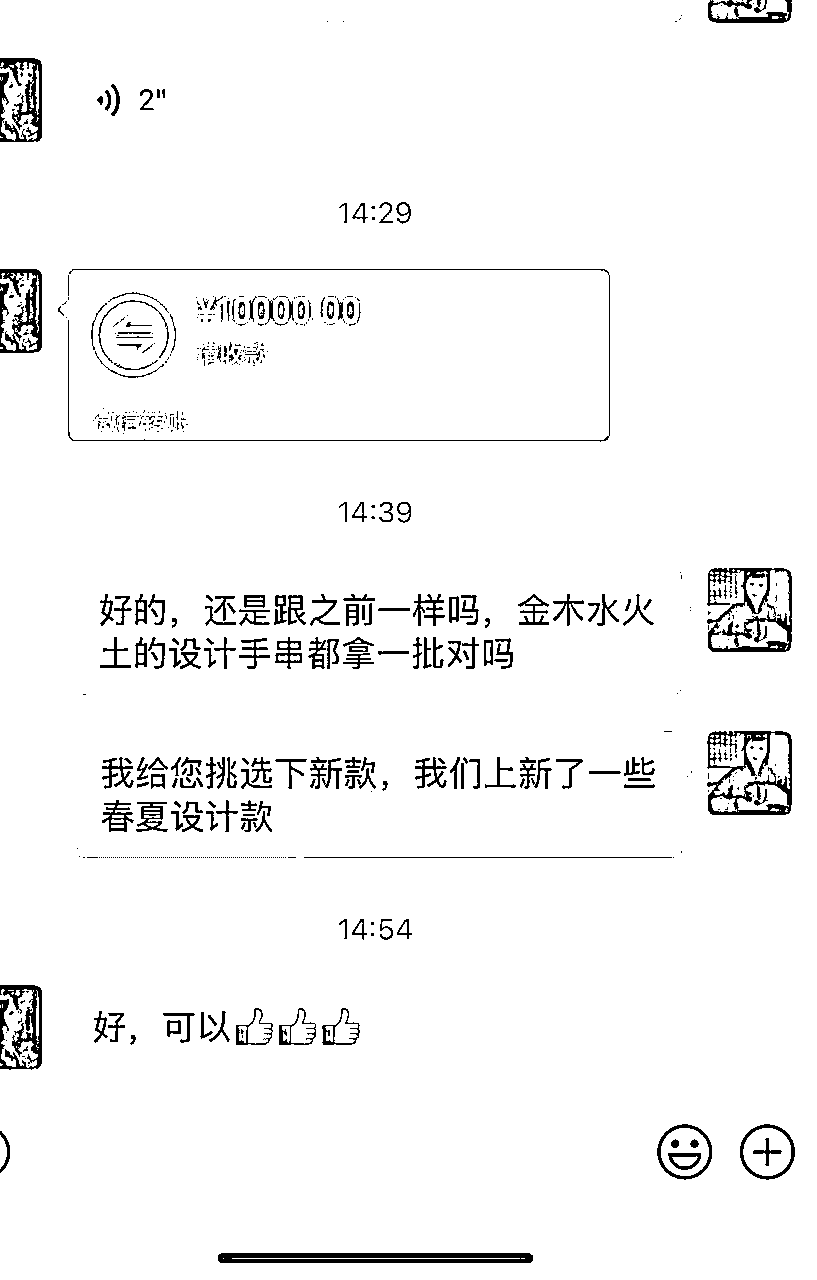 2"
14:29
¥10000.00
微信转账
14:39
好的，还是跟之前一样吗，金木水火
土的设计手串都拿一批对吗
我给您挑选下新款，我们上新了一些
春夏设计款
14:54
好，可以👍👍👍